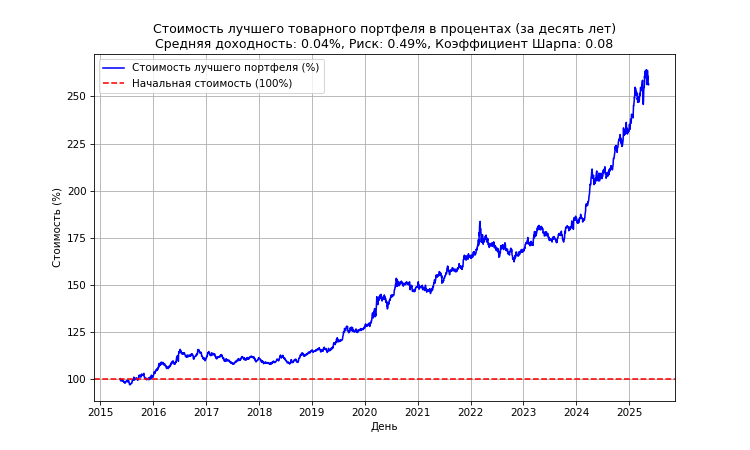 Стоимость лучшего товарного портфеля в процентах (за десять лет)
Средняя доходность: 0.04%, Риск: 0.49%, Коэффициент Шарпа: 0.08
Стоимость лучшего портфеля (%)
Начальная стоимость (100%)
Стоимость (%)
250
225
200
175
150
125
100
2015 2016 2017 2018 2019 2020 2021 2022 2023 2024 2025
День